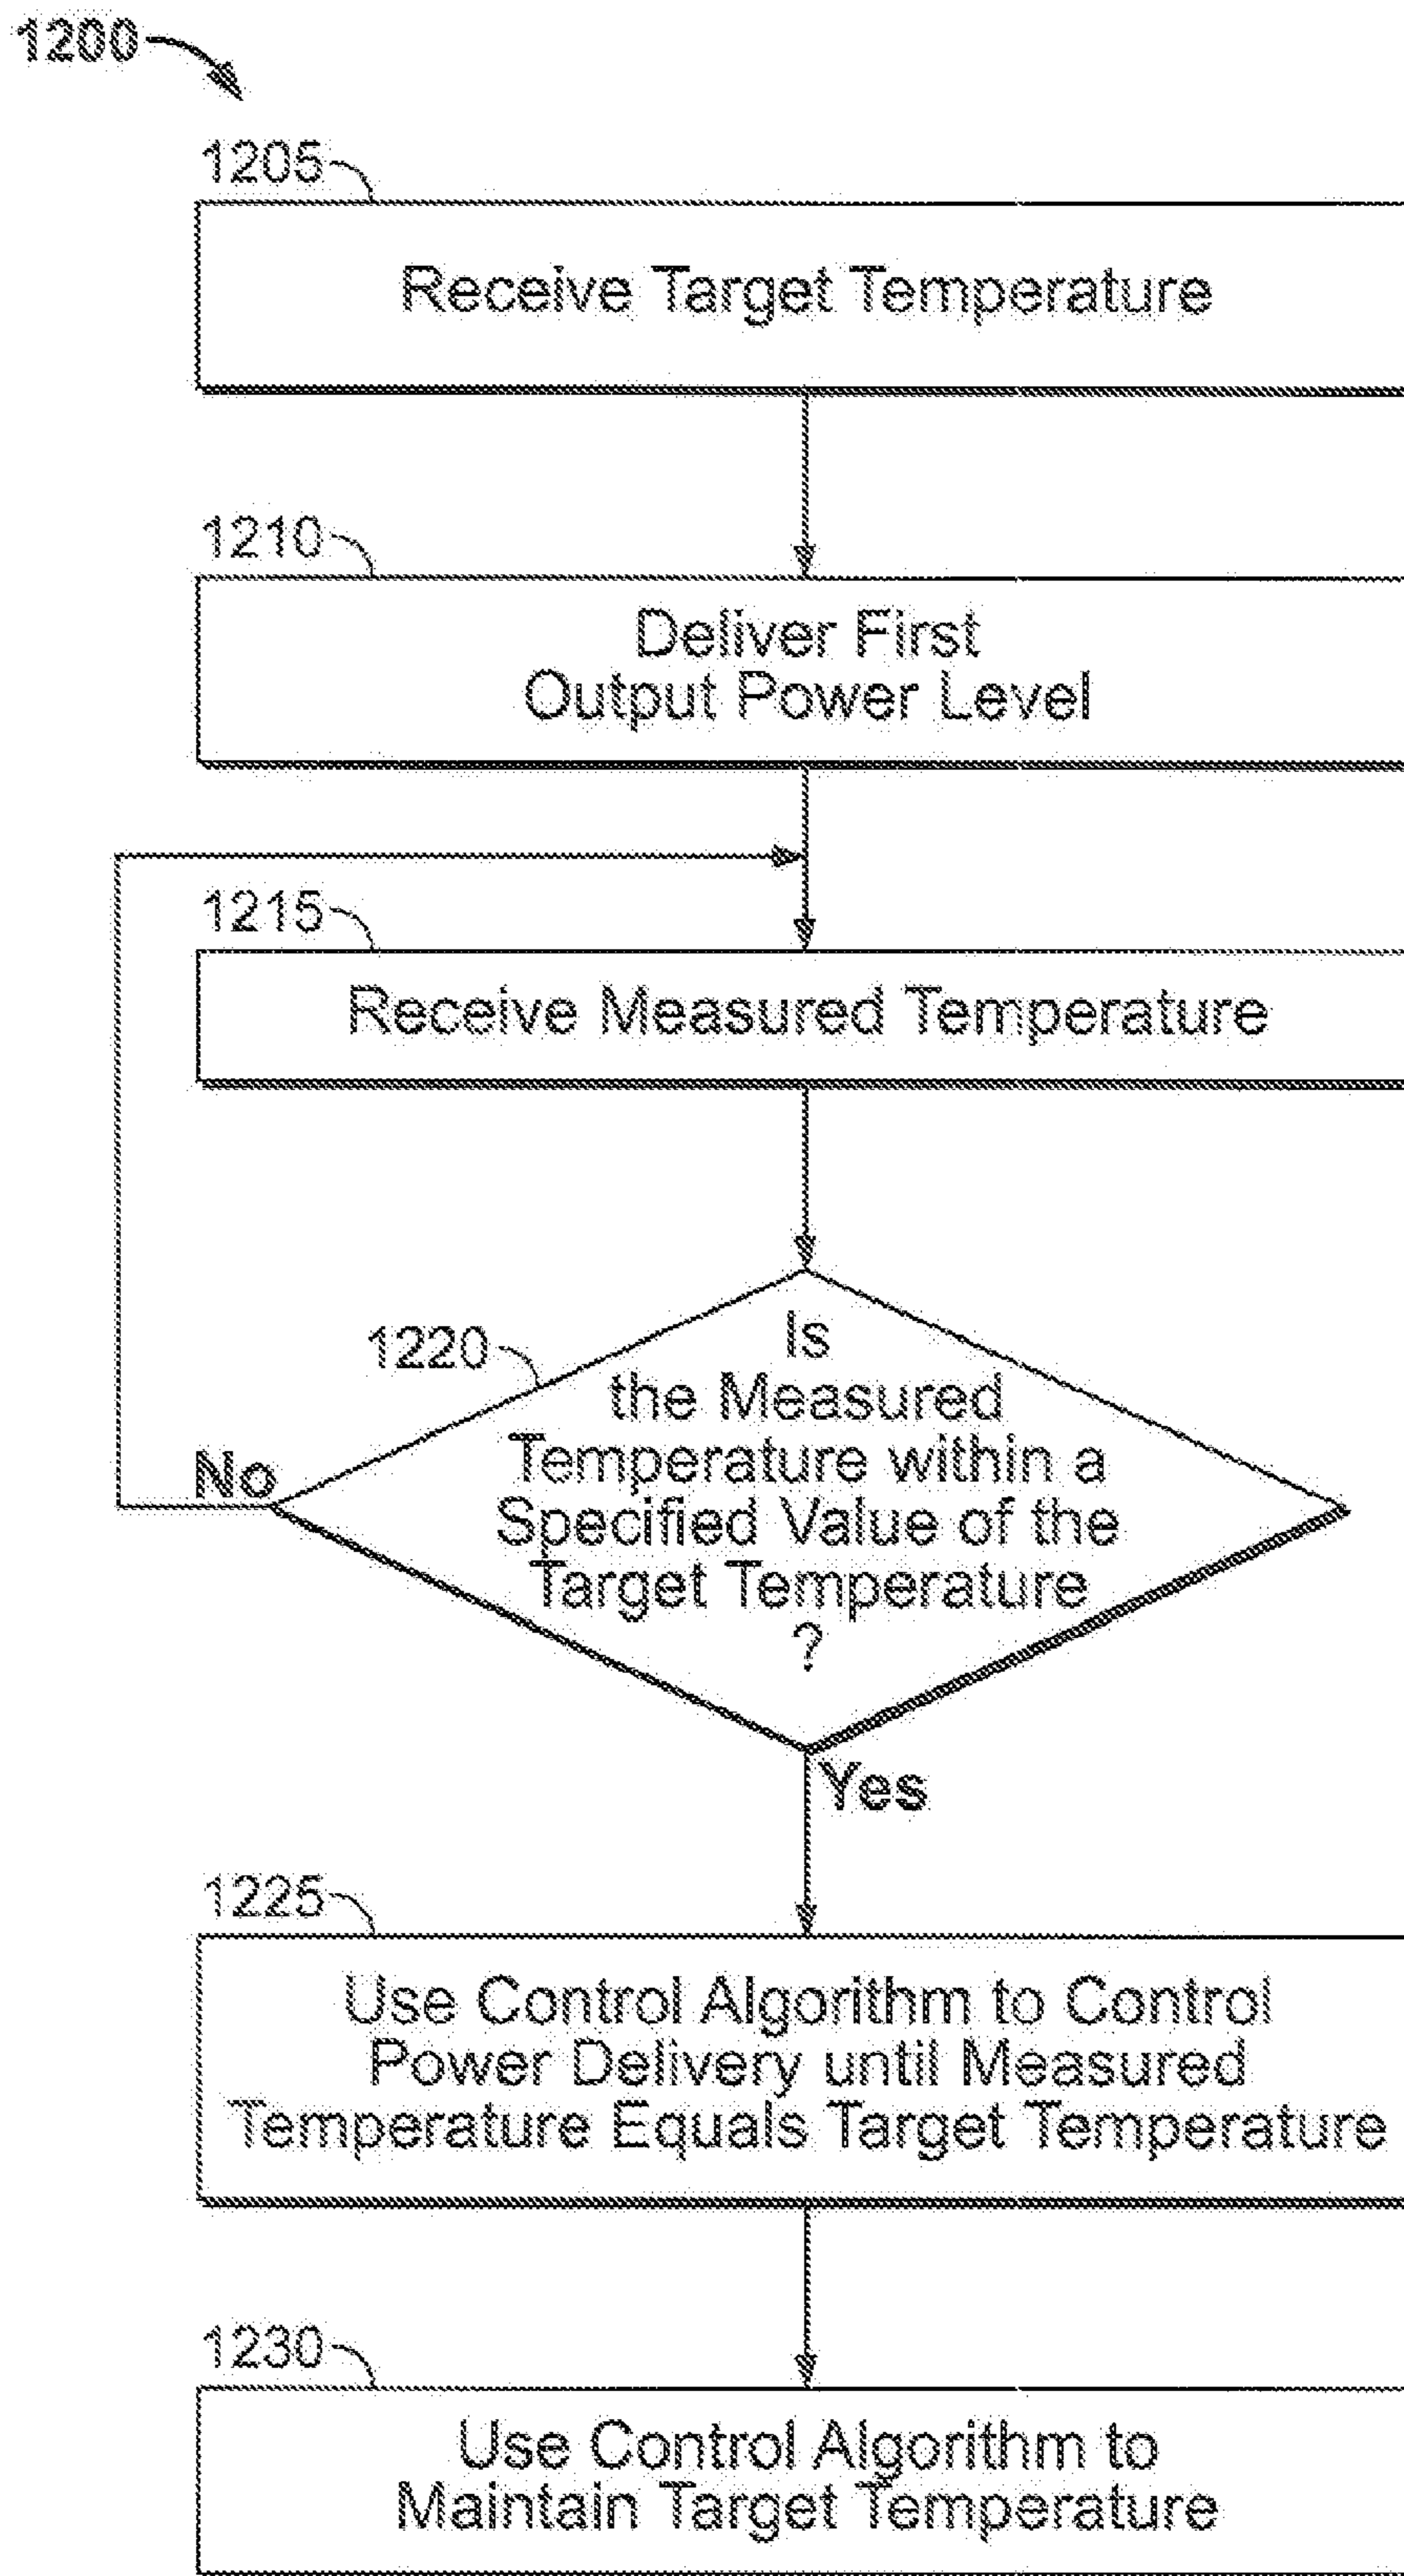 1200
1205
Receive Target Temperature
1210
Deliver First
Output Power Level
1215
Receive Measured Temperature
1220
Is
the Measured
Temperature within a
Specified Value of the
Target Temperature
?
No
Yes
1225
Use Control Algorithm to Control
Power Delivery until Measured
Temperature Equals Target Temperature
1230
Use Control Algorithm to
Maintain Target Temperature